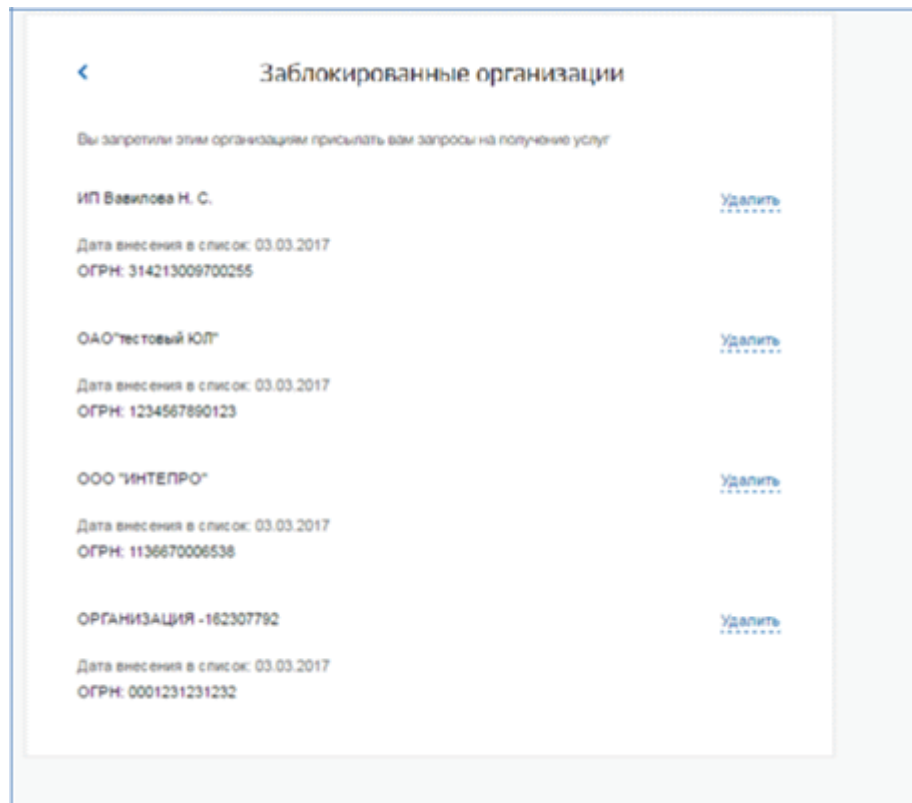 Заблокированные организации
Вы запретили этим организациям присылать вам запросы на получение услуг
ИП Вавилова Н. С.
Удалить
Дата внесения в список: 03.03.2017
ОГРН: 314213009700255
ОАО"тестовый ЮЛ"
Удалить
Дата внесения в список: 03.03.2017
ОГРН: 1234567890123
ООО "ИНТЕПРО"
Удалить
Дата внесения в список: 03.03.2017
ОГРН: 1136670006538
ОРГАНИЗАЦИЯ -162307792
Удалить
Дата внесения в список: 03.03.2017
ОГРН: 0001231231232